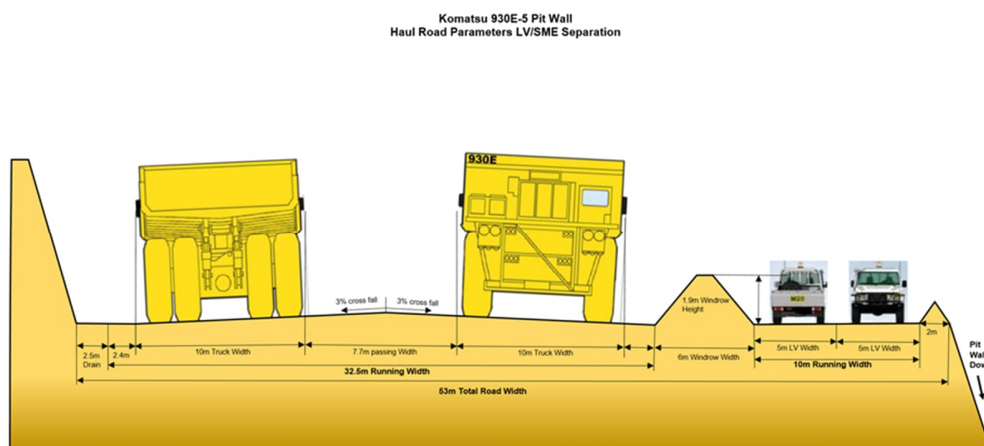 Komatsu 930E-5 Pit Wall
Haul Road Parameters LV/SME Separation
930E
3% cross fall
3% cross fall
1.9m Windrow
Height
M20
2.5m
Drain
2.4m
10m Truck Width
7.7m passing Width
10m Truck Width
6m Windrow Width
5m LV Width
5m LV Width
2m
32.5m Running Width
10m Running Width
53m Total Road Width
Pit
Wall
Dow